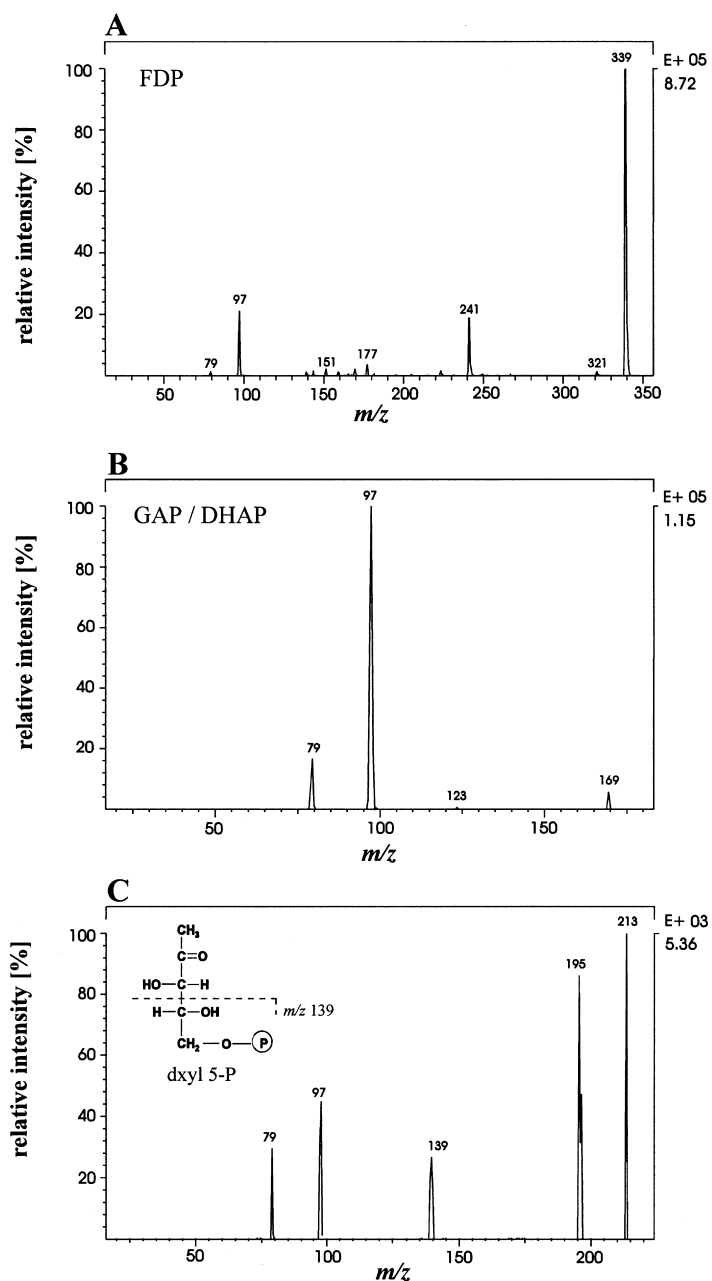 A
FDP
339
E+ 05
8.72
relative intensity [%]
100
80
60
40
20
79
97
151
177
241
321
50
100
150
200
250
300
350
m/z
B
GAP / DHAP
97
E+ 05
1.15
relative intensity [%]
100
80
60
40
20
79
123
169
50
100
150
m/z
C
213
E+ 03
5.36
relative intensity [%]
100
80
60
40
20
CH3
C=O
HO—C—H
H—C—OH
m/z 139
CH2—O—P
dxyl 5-P
79
97
139
195
50
100
150
200
m/z